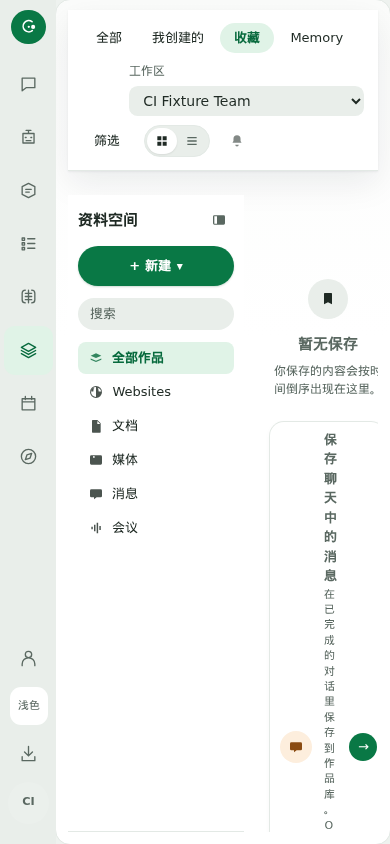 全部 我创建的 收藏 Memory
工作区
CI Fixture Team
筛选
资料空间
+ 新建 ▾
搜索
全部作品
Websites
文档
媒体
消息
会议
暂无保存
你保存的内容会按时
间倒序出现在这里。
保
存
聊
天
中
的
消
息
在
已
完
成
的
对
话
里
保
存
到
作
品
库
。
O
→
浅色
CI